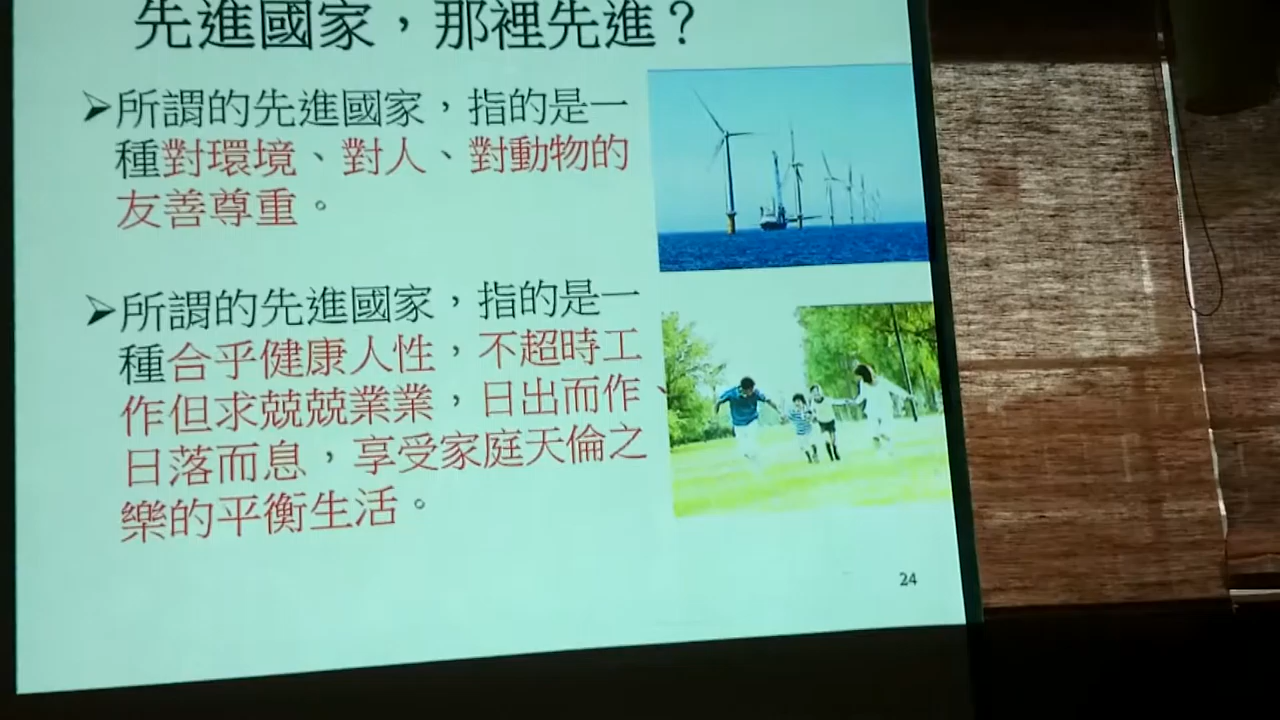 先進國家，那裡先進？
➢所謂的先進國家，指的是一
種對環境、對人、對動物的
友善尊重。
➢所謂的先進國家，指的是一
種合乎健康人性，不超時工
作但求兢兢業業，日出而作、
日落而息，享受家庭天倫之
樂的平衡生活。
24